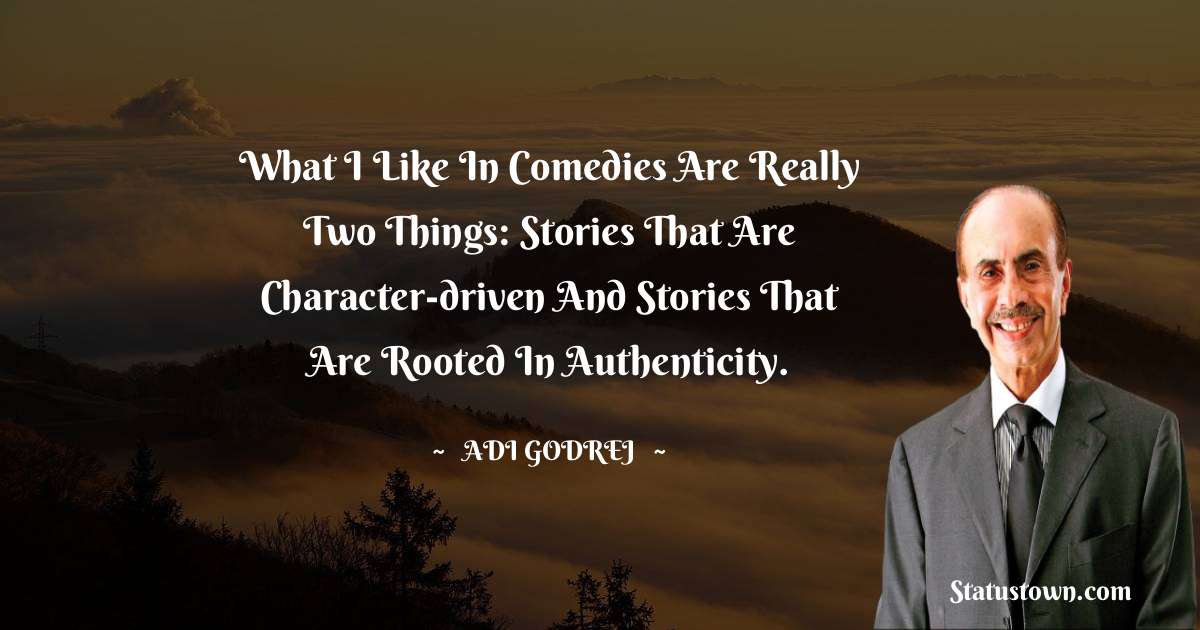 What I Like In Comedies Are Really
Two Things: Stories That Are
Character-driven And Stories That
Are Rooted In Authenticity.
~ ADI GODREJ ~
Statustown.com